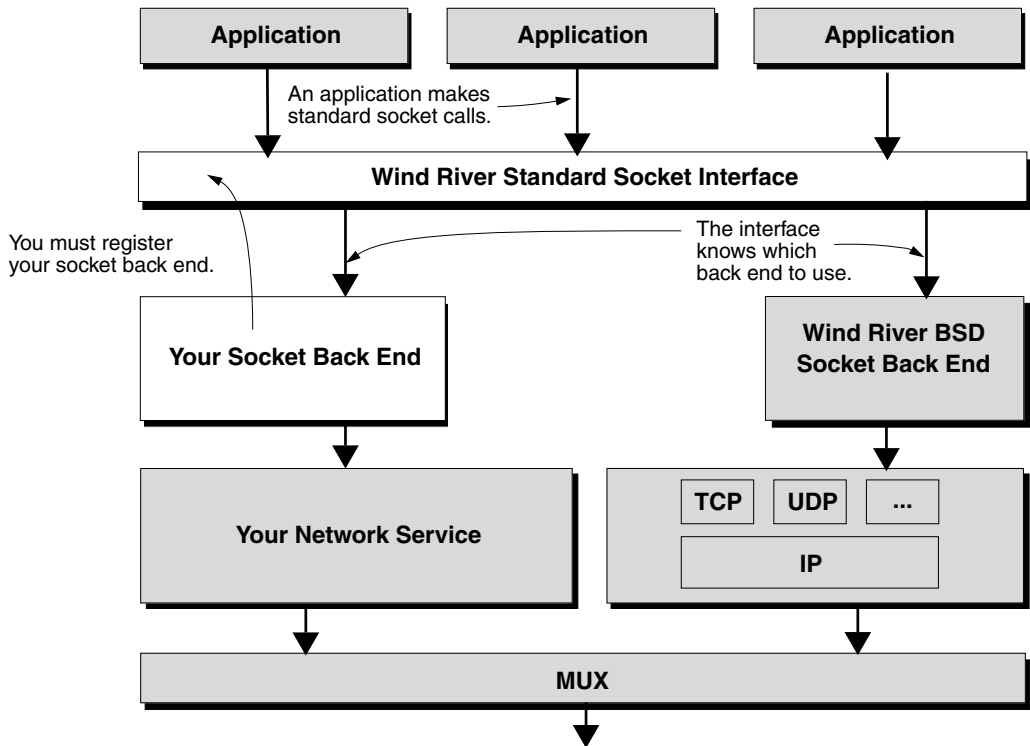 Application
Application
Application
An application makes
standard socket calls.
Wind River Standard Socket Interface
You must register
your socket back end.
The interface
knows which
back end to use.
Your Socket Back End
Wind River BSD
Socket Back End
Your Network Service
TCP
UDP
...
IP
MUX